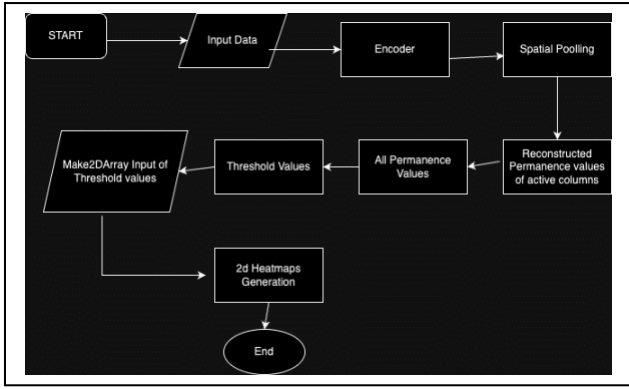 START
Input Data
Encoder
Spatial Poolling
Reconstructed
Permanence values
of active columns
All Permanence
Values
Threshold Values
Make2DArray Input of
Threshold values
2d Heatmaps
Generation
End